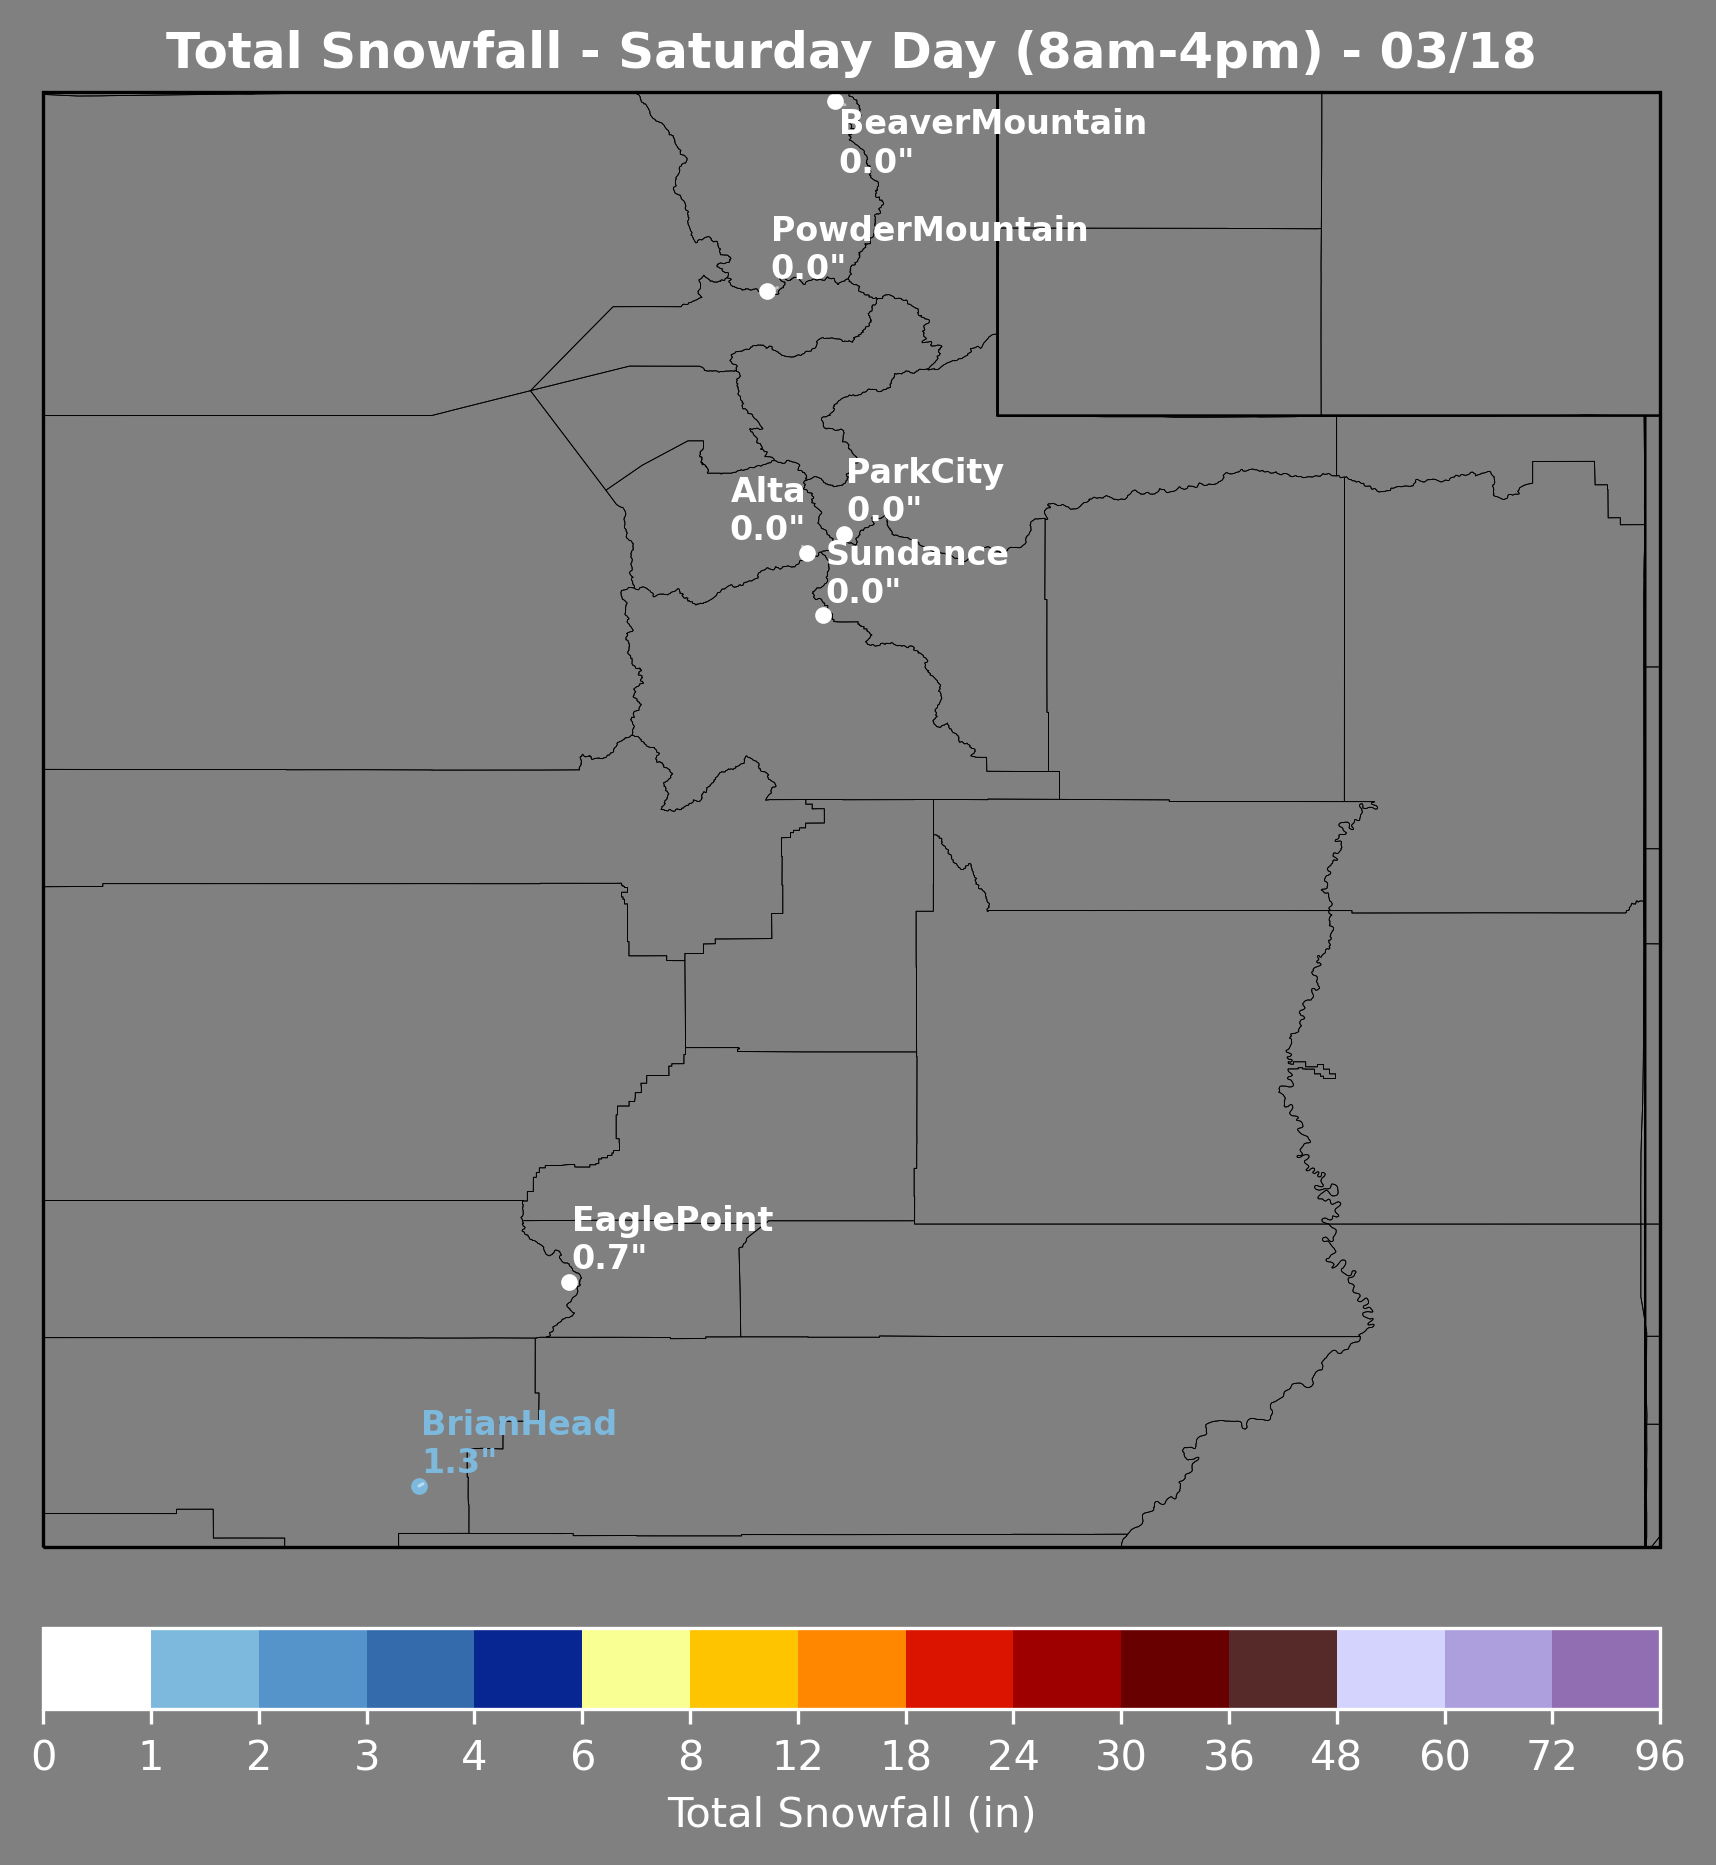 Total Snowfall - Saturday Day (8am-4pm) - 03/18
BeaverMountain
0.0"
PowderMountain
0.0"
ParkCity
0.0"
Alta
0.0"
Sundance
0.0"
EaglePoint
0.7"
BrianHead
1.3"
0 1 2 3 4 6 8 12 18 24 30 36 48 60 72 96
Total Snowfall (in)